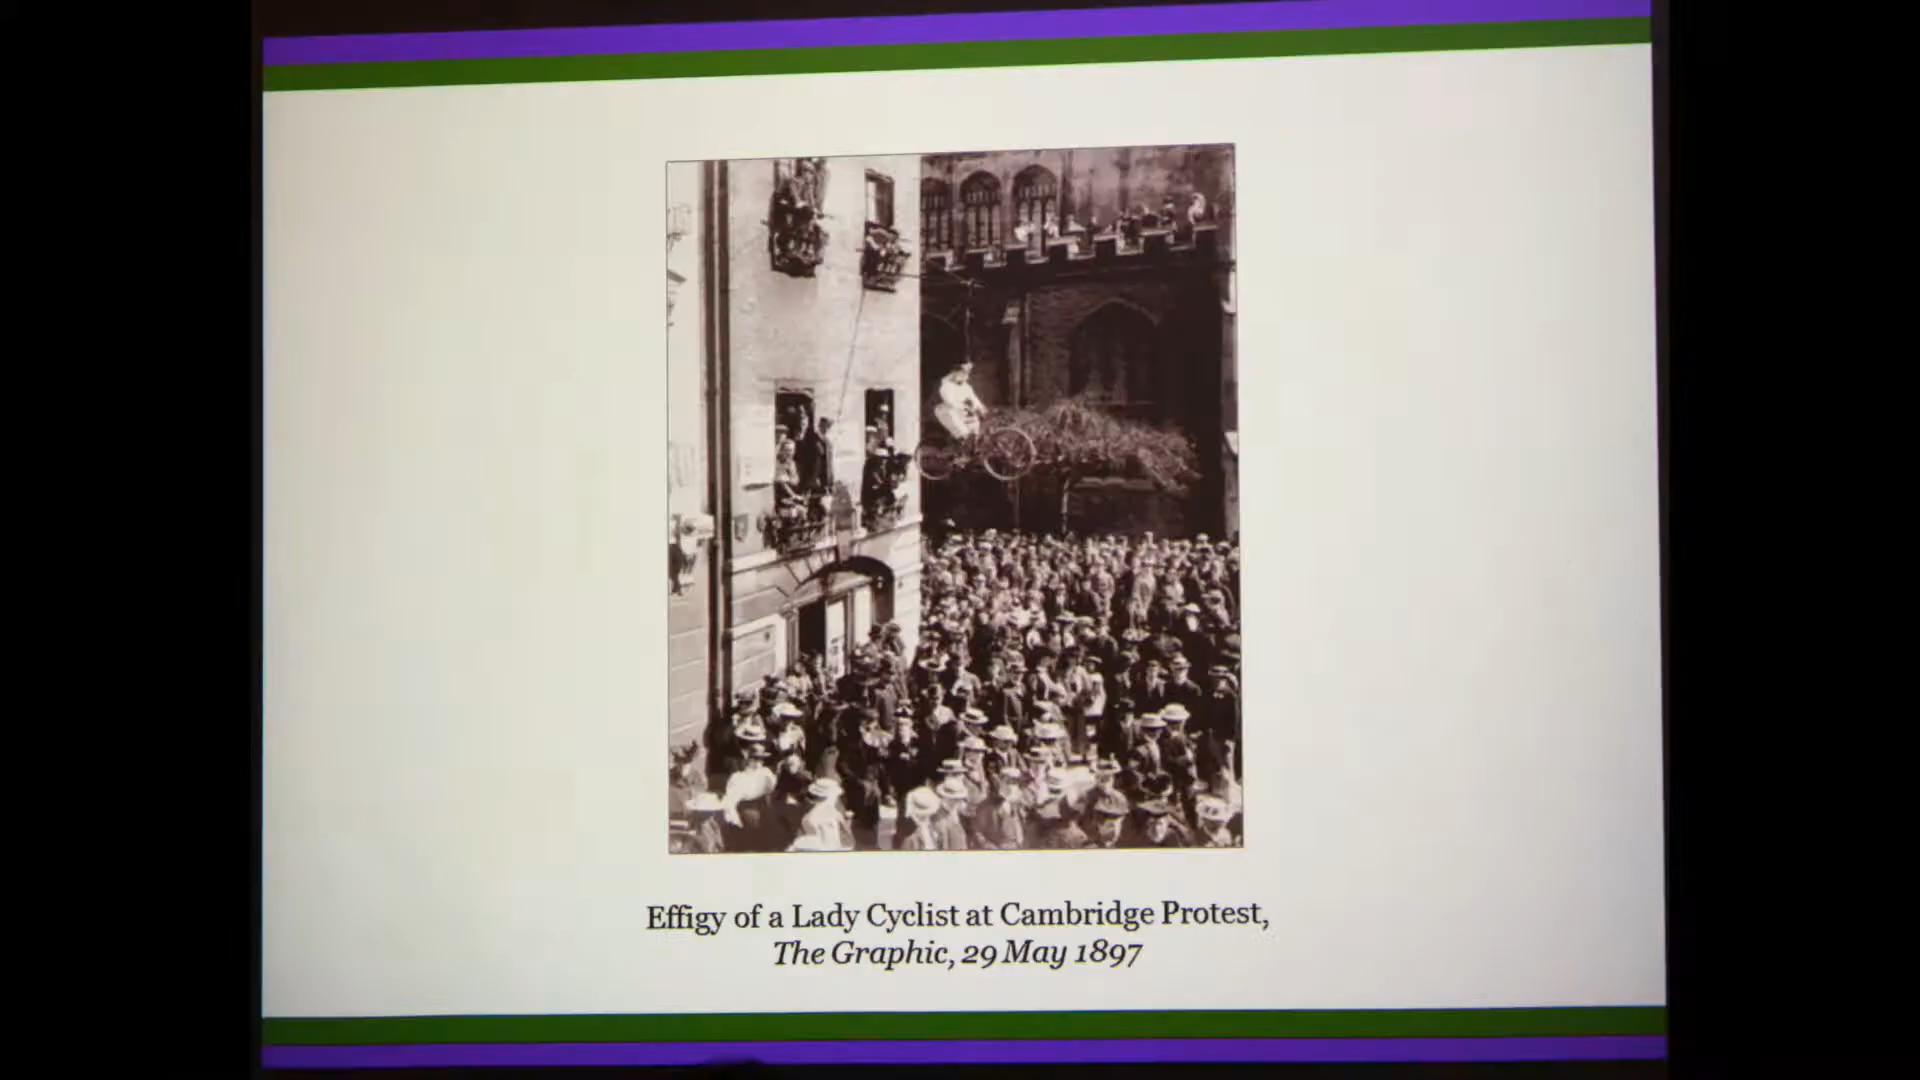 Effigy of a Lady Cyclist at Cambridge Protest,
The Graphic, 29 May 1897